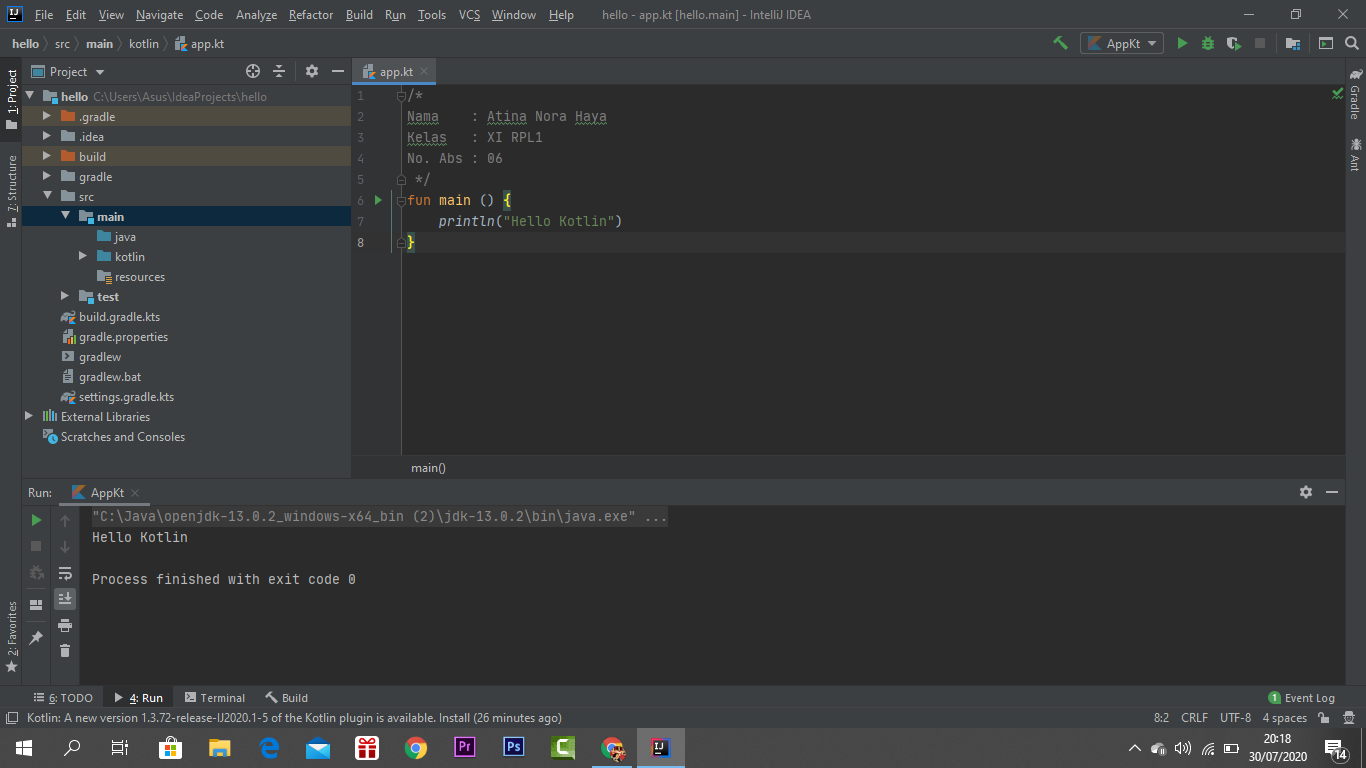 File Edit View Navigate Code Analyze Refactor Build Run Tools VCS Window Help hello - app.kt [hello.main] - IntelliJ IDEA
hello src main kotlin app.kt AppKt
1: Project
7: Structure
2: Favorites
Project
hello C:\Users\Asus\IdeaProjects\hello
.gradle
.idea
build
gradle
src
main
java
kotlin
resources
test
build.gradle.kts
gradle.properties
gradlew
gradlew.bat
settings.gradle.kts
External Libraries
Scratches and Consoles
app.kt
1 /*
2 Nama    : Atina Nora Haya
3 Kelas   : XI RPL1
4 No. Abs : 06
5  */
6 fun main () {
7     println("Hello Kotlin")
8 }
main()
Gradle
Ant
Run: AppKt
"C:\Java\openjdk-13.0.2_windows-x64_bin (2)\jdk-13.0.2\bin\java.exe" ...
Hello Kotlin
Process finished with exit code 0
6: TODO 4: Run Terminal Build 1 Event Log
Kotlin: A new version 1.3.72-release-IJ2020.1-5 of the Kotlin plugin is available. Install (26 minutes ago) 8:2 CRLF UTF-8 4 spaces
Pr Ps C IJ
20:18
30/07/2020
14